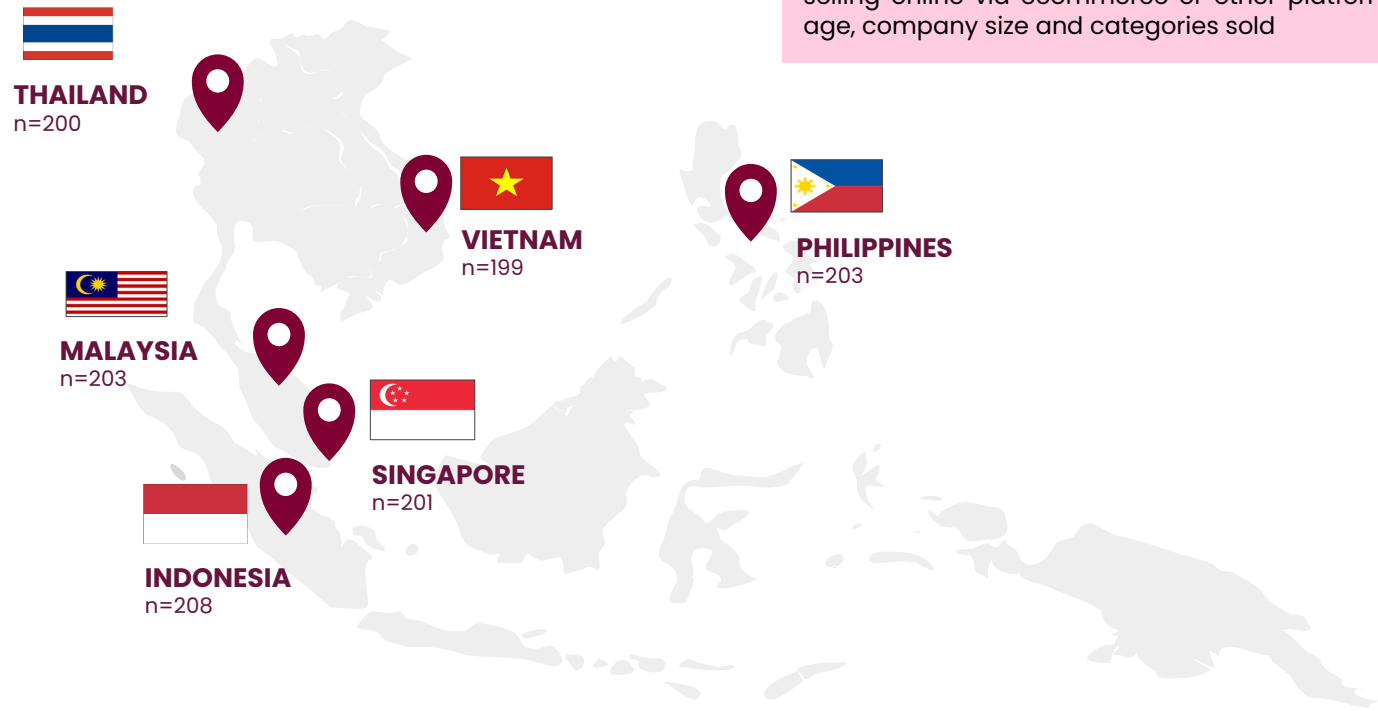 age, company size and categories sold
THAILAND
n=200
VIETNAM
n=199
PHILIPPINES
n=203
MALAYSIA
n=203
SINGAPORE
n=201
INDONESIA
n=208